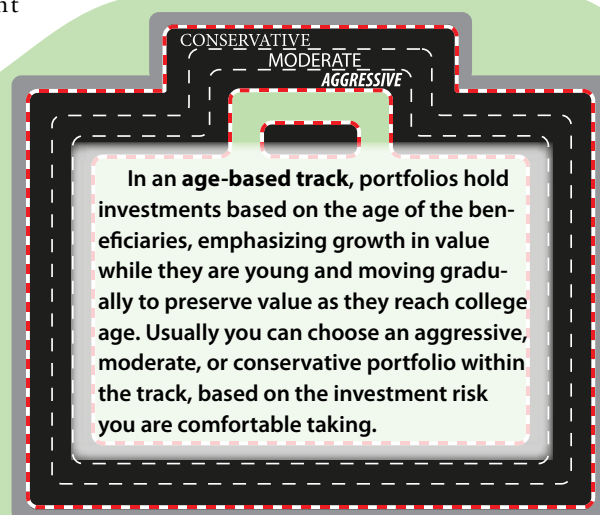 CONSERVATIVE
MODERATE
AGGRESSIVE
In an age-based track, portfolios hold
investments based on the age of the ben-
eficiaries, emphasizing growth in value
while they are young and moving gradu-
ally to preserve value as they reach college
age. Usually you can choose an aggressive,
moderate, or conservative portfolio within
the track, based on the investment risk
you are comfortable taking.